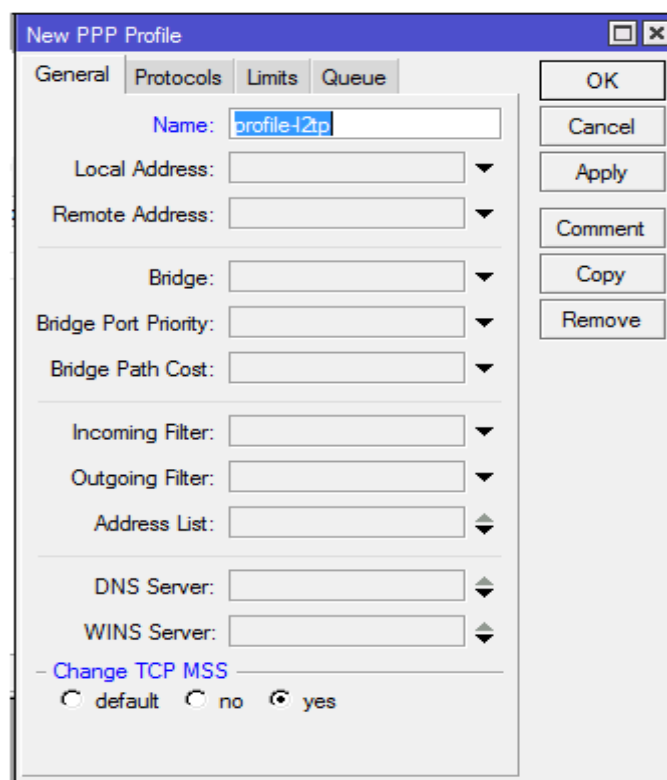 New PPP Profile
General Protocols Limits Queue
Name: profile-l2tp
Local Address:
Remote Address:
Bridge:
Bridge Port Priority:
Bridge Path Cost:
Incoming Filter:
Outgoing Filter:
Address List:
DNS Server:
WINS Server:
Change TCP MSS
default no yes
OK
Cancel
Apply
Comment
Copy
Remove